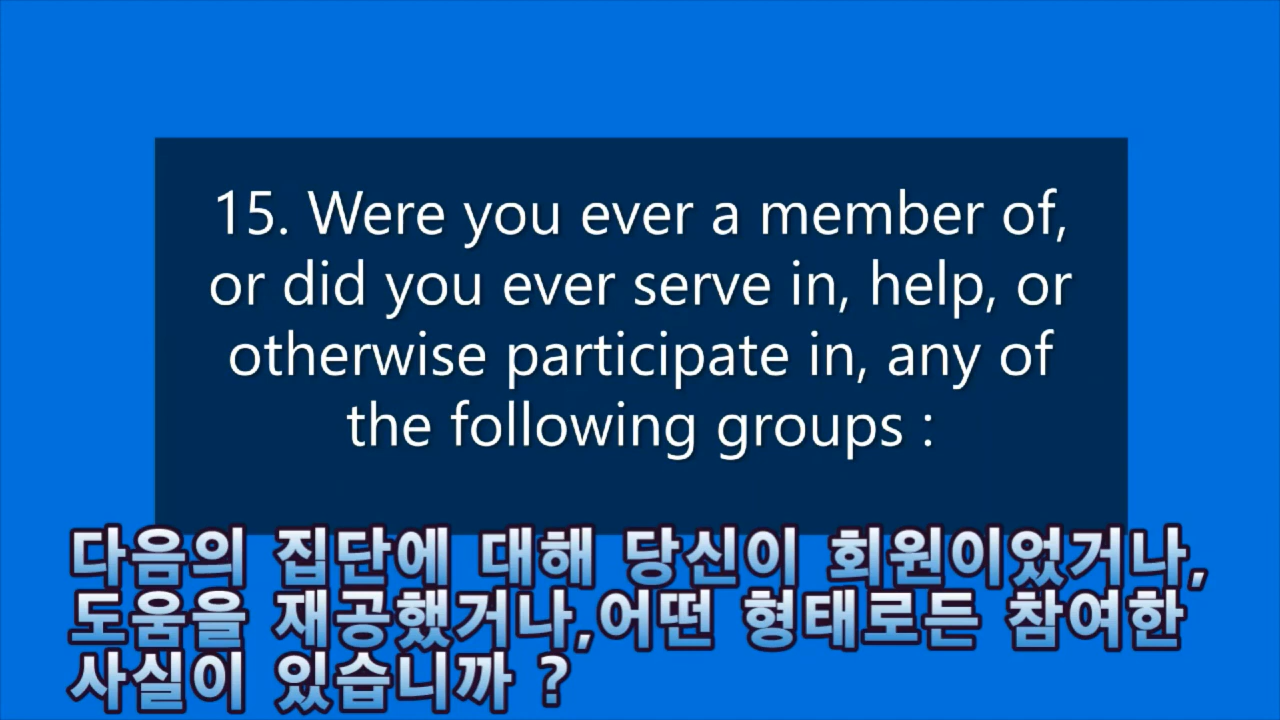 15. Were you ever a member of,
or did you ever serve in, help, or
otherwise participate in, any of
the following groups :
다음의 집단에 대해 당신이 회원이었거나,
도움을 재공했거나,어떤 형태로든 참여한
사실이 있습니까 ?